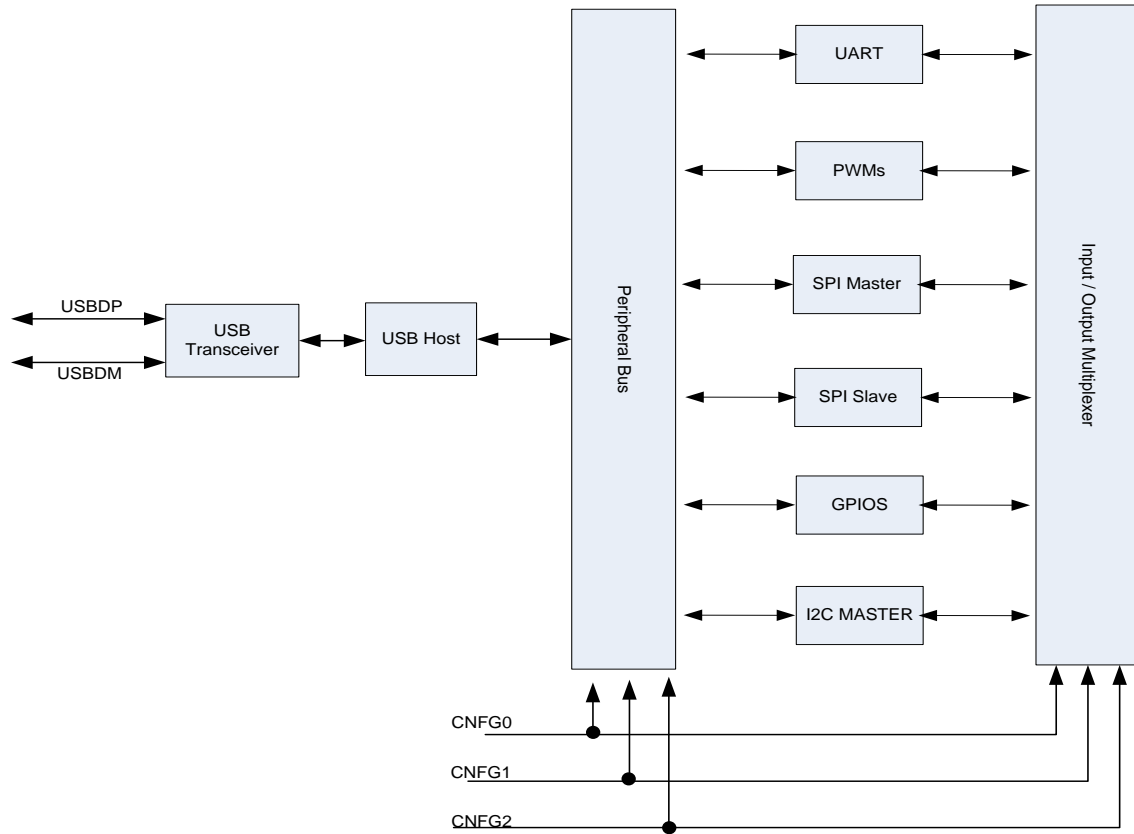 USBDP
USBDM
USB
Transceiver
USB Host
Peripheral Bus
UART
PWMs
SPI Master
SPI Slave
GPIOS
I2C MASTER
Input / Output Multiplexer
CNFG0
CNFG1
CNFG2